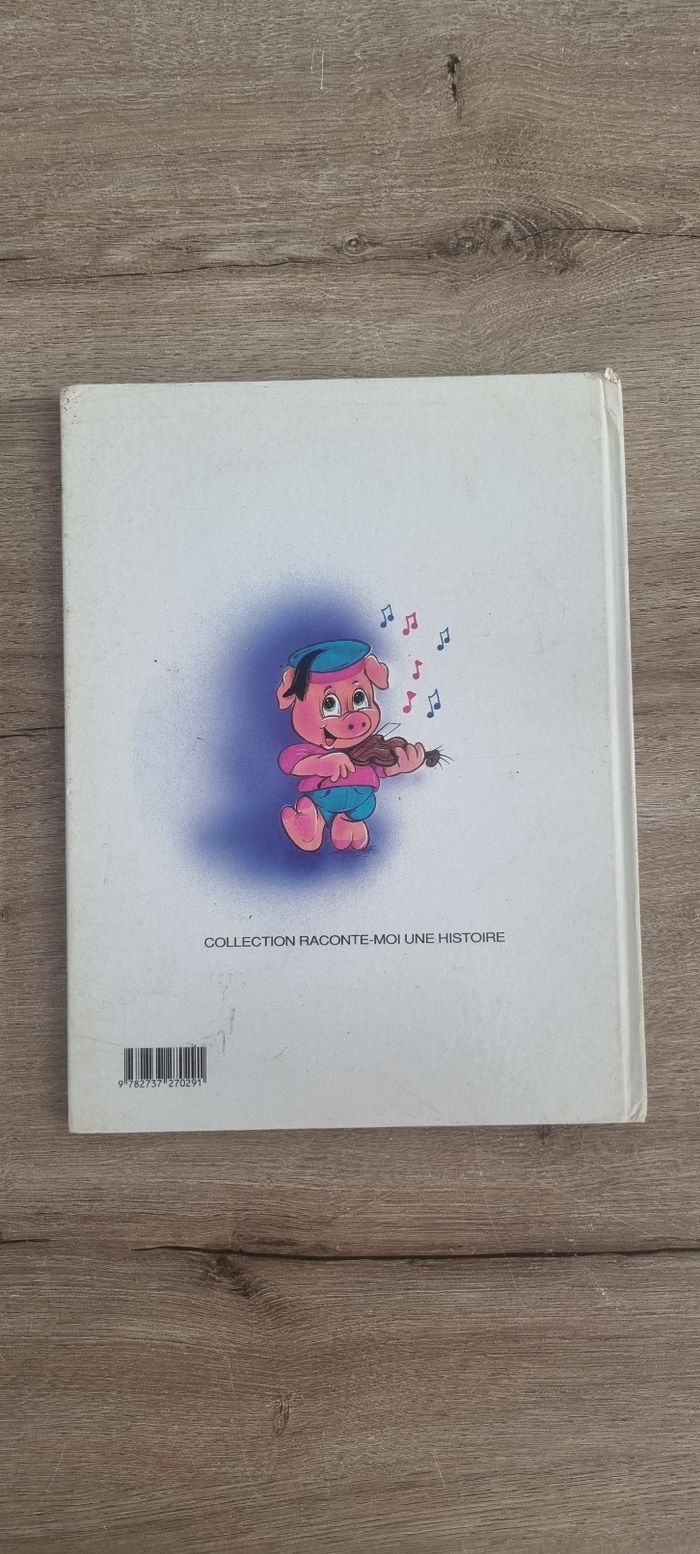 COLLECTION RACONTE-MOI UNE HISTOIRE
9 782737 270291